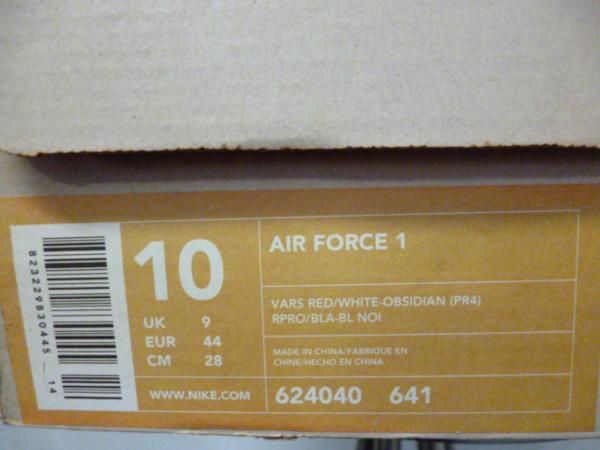 823229830445 14
10
UK 9
EUR 44
CM 28
WWW.NIKE.COM
AIR FORCE 1
VARS RED/WHITE-OBSIDIAN (PR4)
RPRO/BLA-BL NOI
MADE IN CHINA/FABRIQUE EN
CHINE/HECHO EN CHINA
624040 641